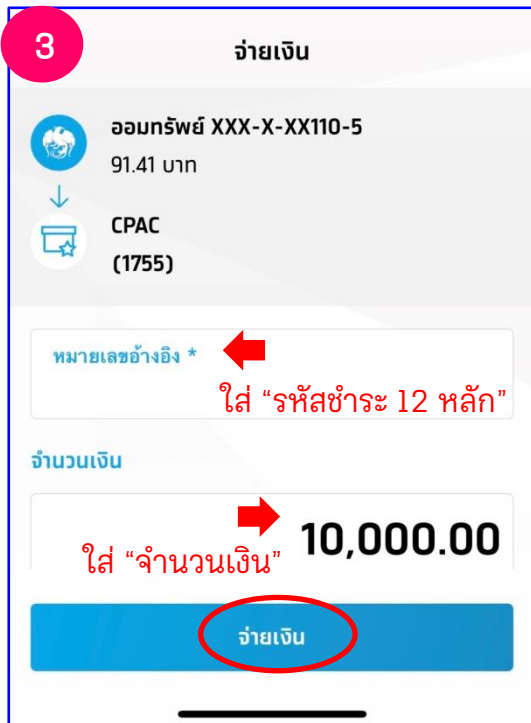 3
จ่ายเงิน
ออมทรัพย์ XXX-X-XX110-5
91.41 บาท
CPAC
(1755)
หมายเลขอ้างอิง *
ใส่ “รหัสชำระ 12 หลัก”
จำนวนเงิน
10,000.00
ใส่ “จำนวนเงิน”
จ่ายเงิน